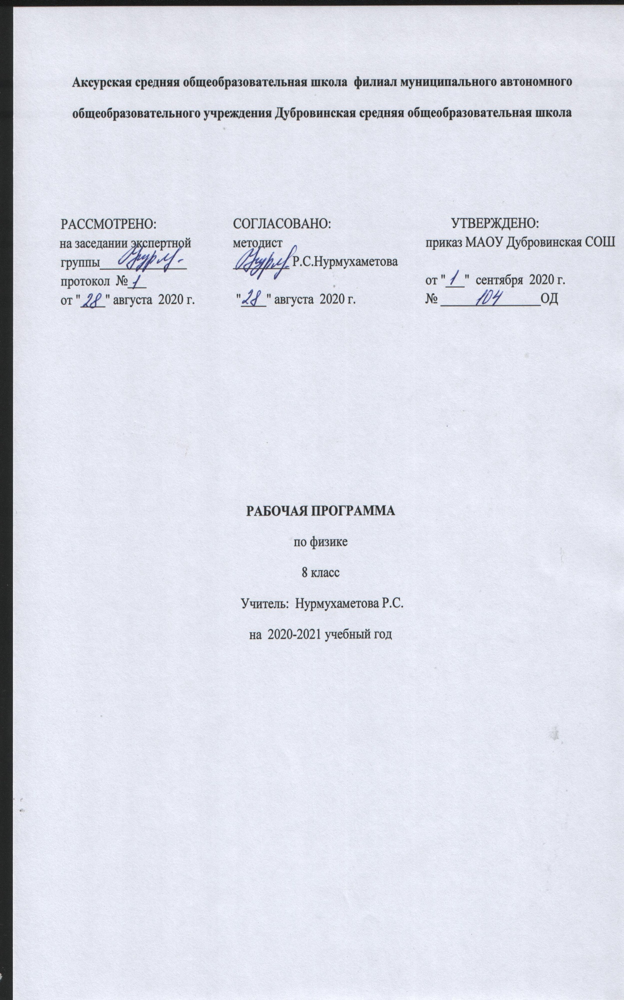 Аксурская средняя общеобразовательная школа филиал муниципального автономного
общеобразовательного учреждения Дубровинская средняя общеобразовательная школа
РАССМОТРЕНО:
на заседании экспертной
группы
протокол № 1
от "28" августа 2020 г.
СОГЛАСОВАНО:
методист
Р.С.Нурмухаметова
"28" августа 2020 г.
УТВЕРЖДЕНО:
приказ МАОУ Дубровинская СОШ
от "1" сентября 2020 г.
№ 104 ОД
РАБОЧАЯ ПРОГРАММА
по физике
8 класс
Учитель: Нурмухаметова Р.С.
на 2020-2021 учебный год